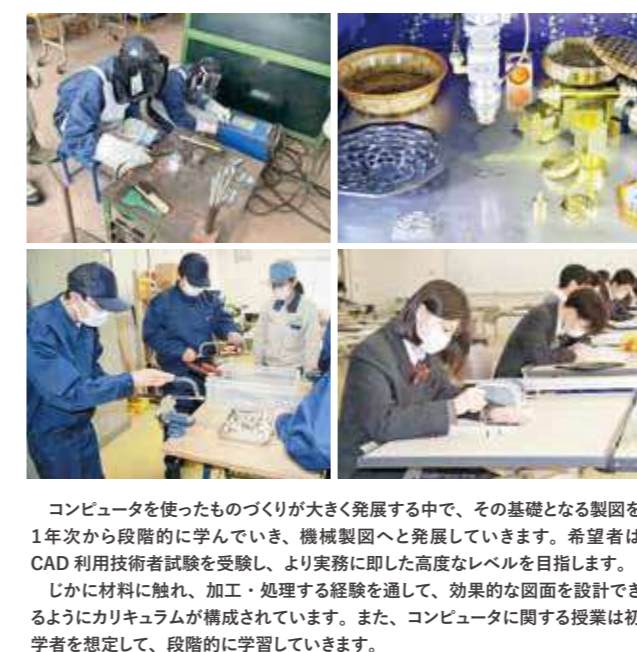 コンピュータを使ったものづくりが大きく発展する中で、その基礎となる製図を
1年次から段階的に学んでいき、機械製図へと発展していきます。希望者は
CAD 利用技術者試験を受験し、より実務に即した高度なレベルを目指します。
じかに材料に触れ、加工・処理する経験を通して、効果的な図面を設計でき
るようにカリキュラムが構成されています。また、コンピュータに関する授業は初
学者を想定して、段階的に学習していきます。